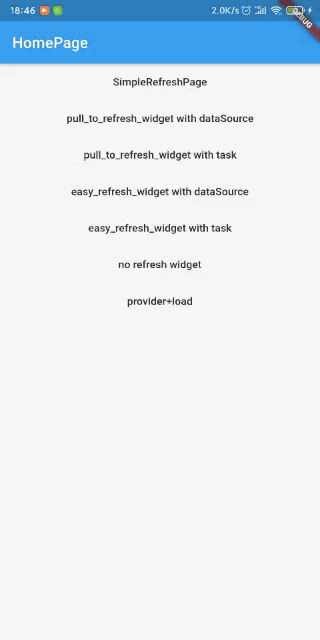 18:46 2.0K/s
HomePage
SimpleRefreshPage
pull_to_refresh_widget with dataSource
pull_to_refresh_widget with task
easy_refresh_widget with dataSource
easy_refresh_widget with task
no refresh widget
provider+load